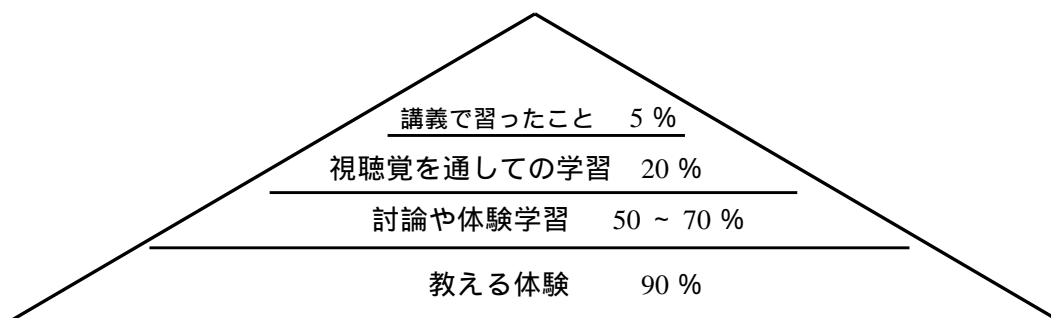 講義で習ったこと 5 %
視聴覚を通しての学習 20 %
討論や体験学習 50 ~ 70 %
教える体験 90 %